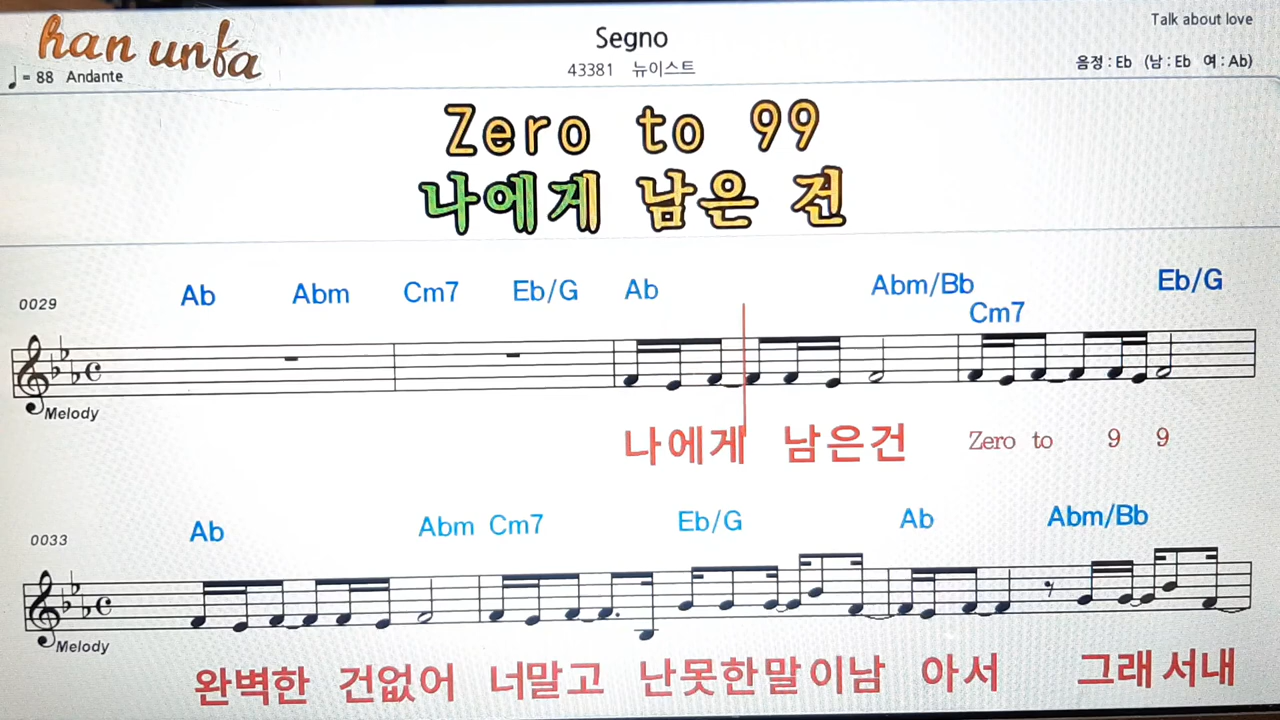 han unfa
Talk about love
Segno
♩= 88 Andante
43381 뉴이스트
음정 : Eb (남 : Eb 여 : Ab)
Zero to 99
나에게 남은 건
0029
Ab Abm Cm7 Eb/G Ab Abm/Bb Cm7 Eb/G
Melody
나에게 남은건 Zero to 9 9
0033
Ab Abm Cm7 Eb/G Ab Abm/Bb
Melody
완벽한 건없어 너말고 난못한말이남 아서 그래서내